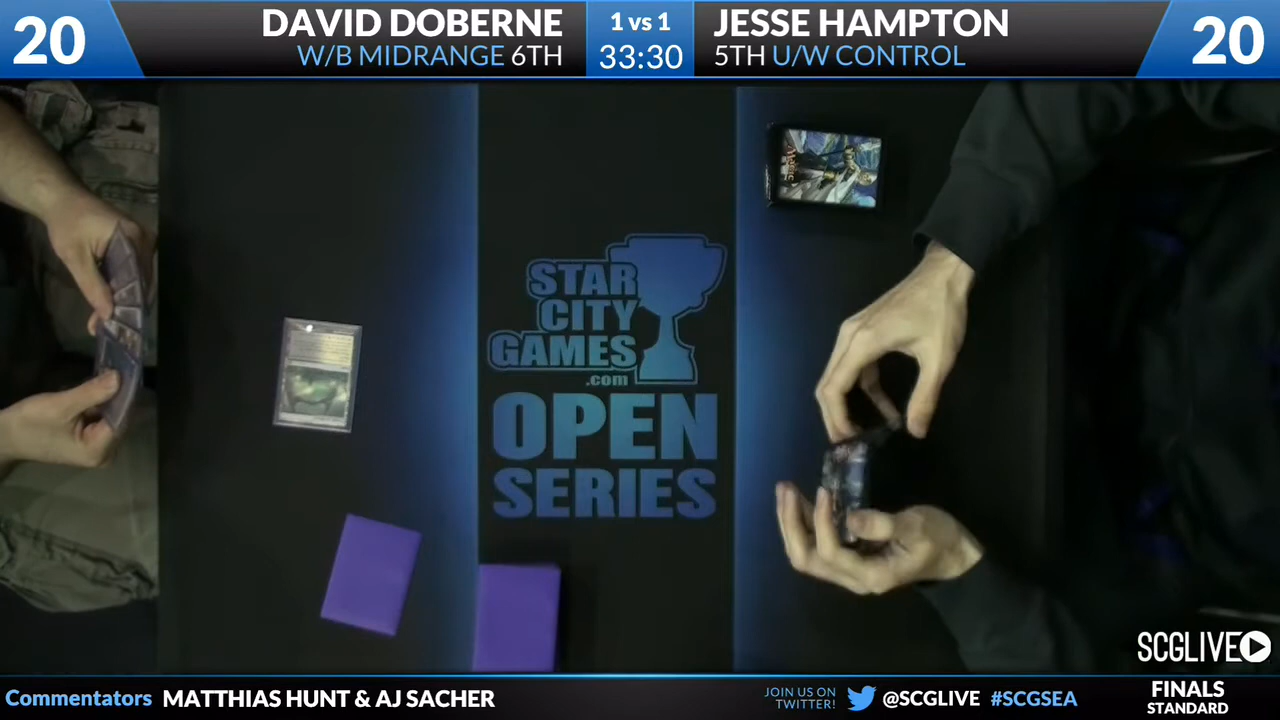 20
DAVID DOBERNE
W/B MIDRANGE 6TH
1 vs 1
33:30
JESSE HAMPTON
5TH U/W CONTROL
20
STAR
CITY
GAMES
.com
OPEN
SERIES
SCGLIVE
Commentators MATTHIAS HUNT & AJ SACHER
JOIN US ON
TWITTER!
@SCGLIVE #SCGSEA
FINALS
STANDARD